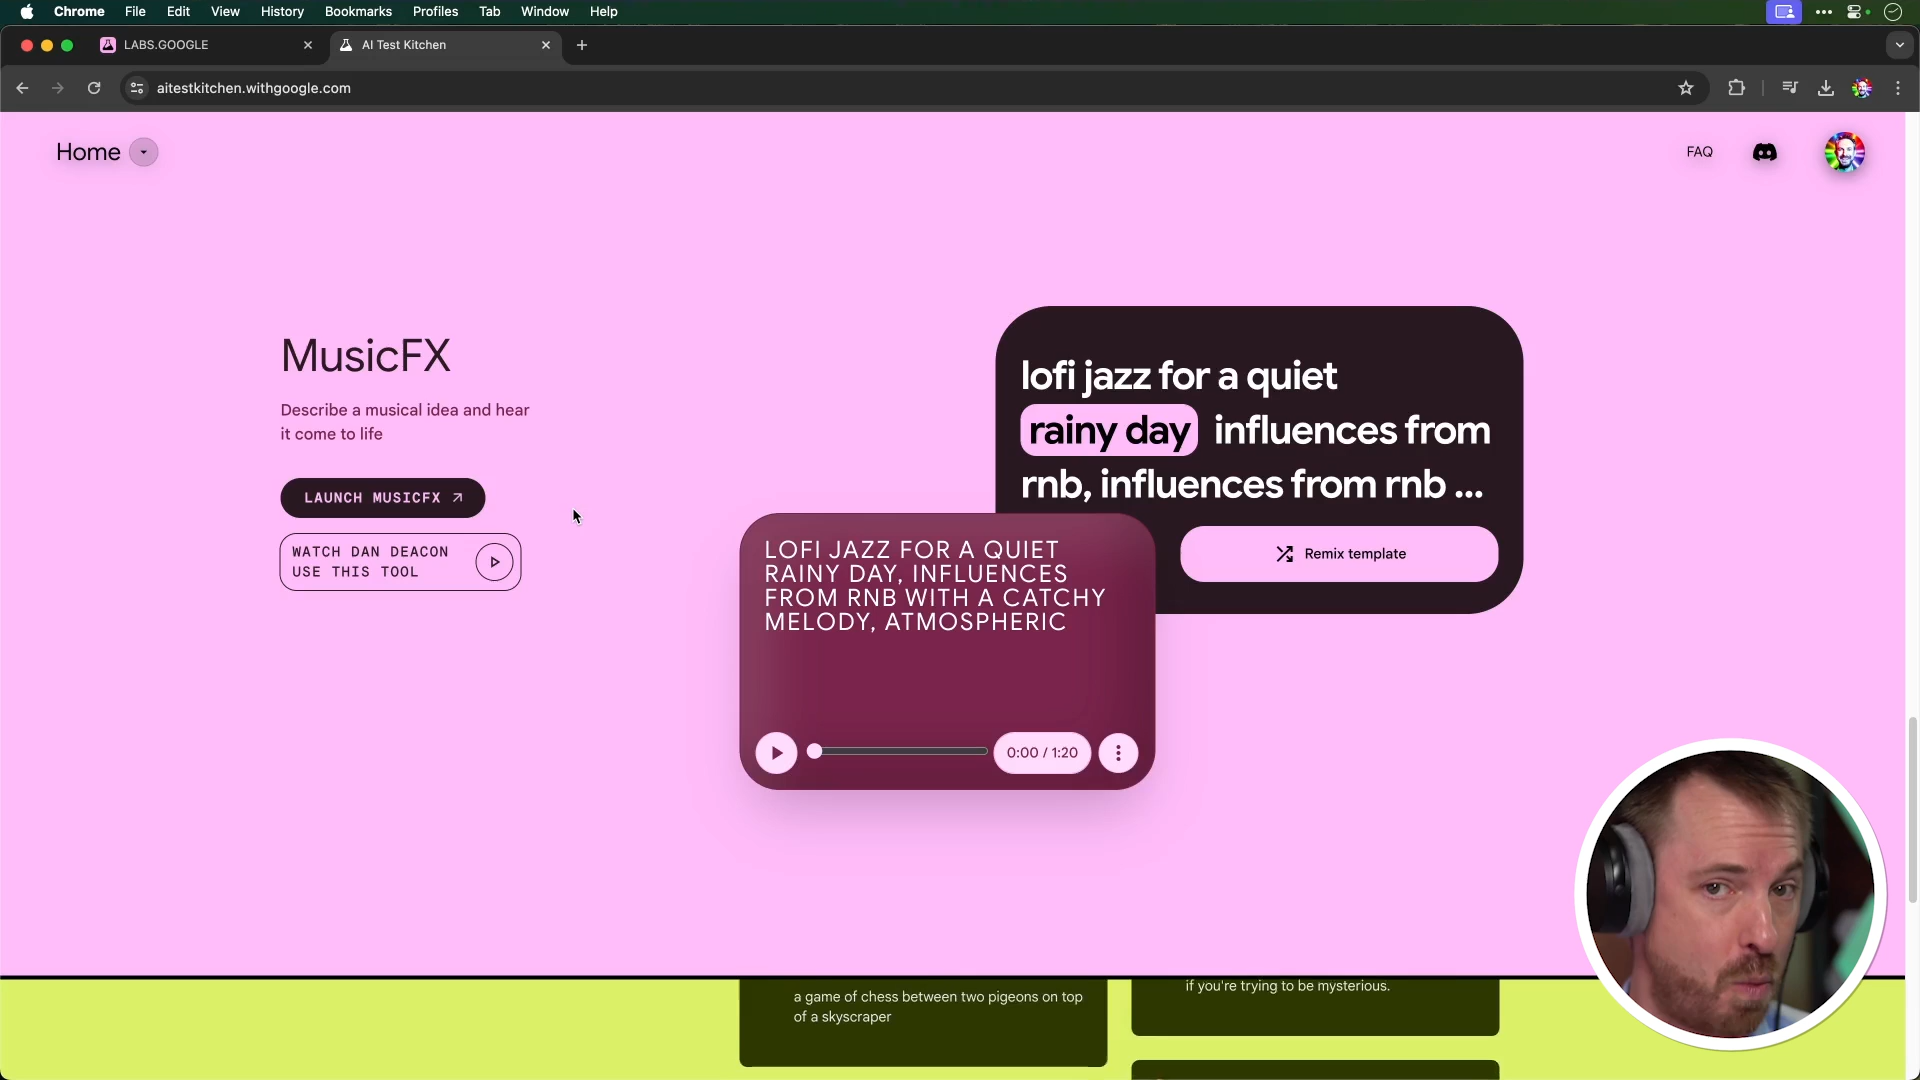 Chrome File Edit View History Bookmarks Profiles Tab Window Help
LABS.GOOGLE
AI Test Kitchen
aitestkitchen.withgoogle.com
Home
FAQ
MusicFX
Describe a musical idea and hear
it come to life
LAUNCH MUSICFX
WATCH DAN DEACON
USE THIS TOOL
lofi jazz for a quiet
rainy day influences from
rnb, influences from rnb ...
Remix template
LOFI JAZZ FOR A QUIET
RAINY DAY, INFLUENCES
FROM RNB WITH A CATCHY
MELODY, ATMOSPHERIC
0:00 / 1:20
a game of chess between two pigeons on top
of a skyscraper
if you're trying to be mysterious.